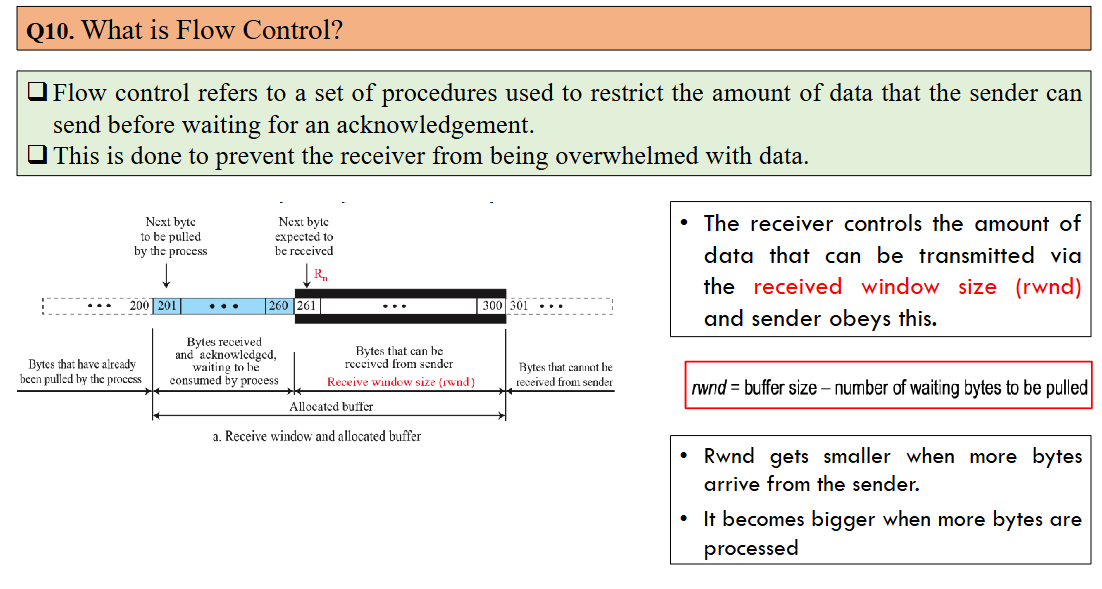 Q10. What is Flow Control?
❑ Flow control refers to a set of procedures used to restrict the amount of data that the sender can
send before waiting for an acknowledgement.
❑ This is done to prevent the receiver from being overwhelmed with data.
Next byte
to be pulled
by the process
Next byte
expected to
be received
Rn
• • • 200 201 • • • 260 261 • • • 300 301 • • •
Bytes that have already
been pulled by the process
Bytes received
and acknowledged,
waiting to be
consumed by process
Bytes that can be
received from sender
Receive window size (rwnd)
Bytes that cannot be
received from sender
Allocated buffer
a. Receive window and allocated buffer
• The receiver controls the amount of
data that can be transmitted via
the received window size (rwnd)
and sender obeys this.
rwnd = buffer size – number of waiting bytes to be pulled
• Rwnd gets smaller when more bytes
arrive from the sender.
• It becomes bigger when more bytes are
processed